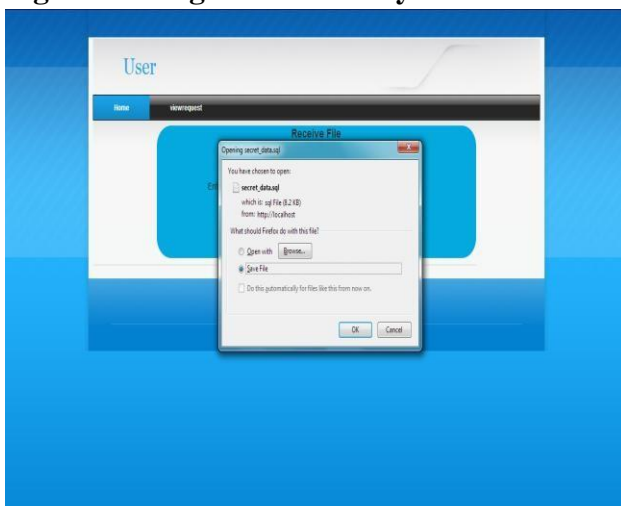 User
Home viewrequest
Receive File
Opening secret_data.sql
You have chosen to open:
secret_data.sql
which is: sql File (8.2 KB)
from: http://localhost
What should Firefox do with this file?
Open with Browse...
Save File
Do this automatically for files like this from now on.
OK Cancel